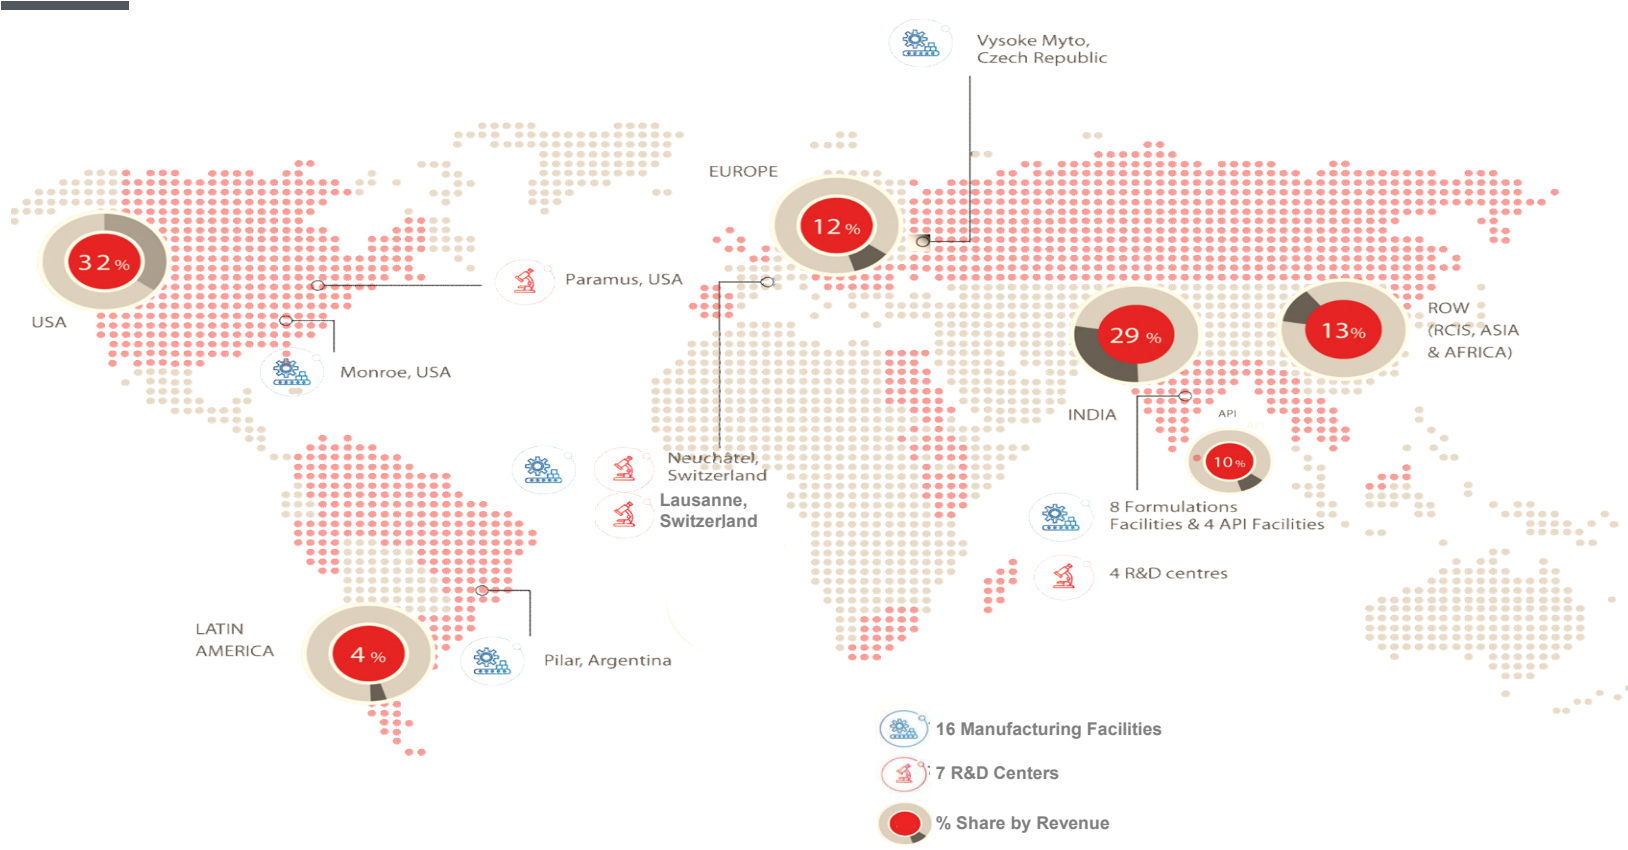 Vysoke Myto,
Czech Republic
EUROPE
12 %
32 %
USA
Paramus, USA
Monroe, USA
29 %
INDIA
13%
ROW
(RCIS, ASIA
& AFRICA)
API
10 %
Neuchatel,
Switzerland
Lausanne,
Switzerland
8 Formulations
Facilities & 4 API Facilities
4 R&D centres
LATIN
AMERICA
4 %
Pilar, Argentina
16 Manufacturing Facilities
7 R&D Centers
% Share by Revenue